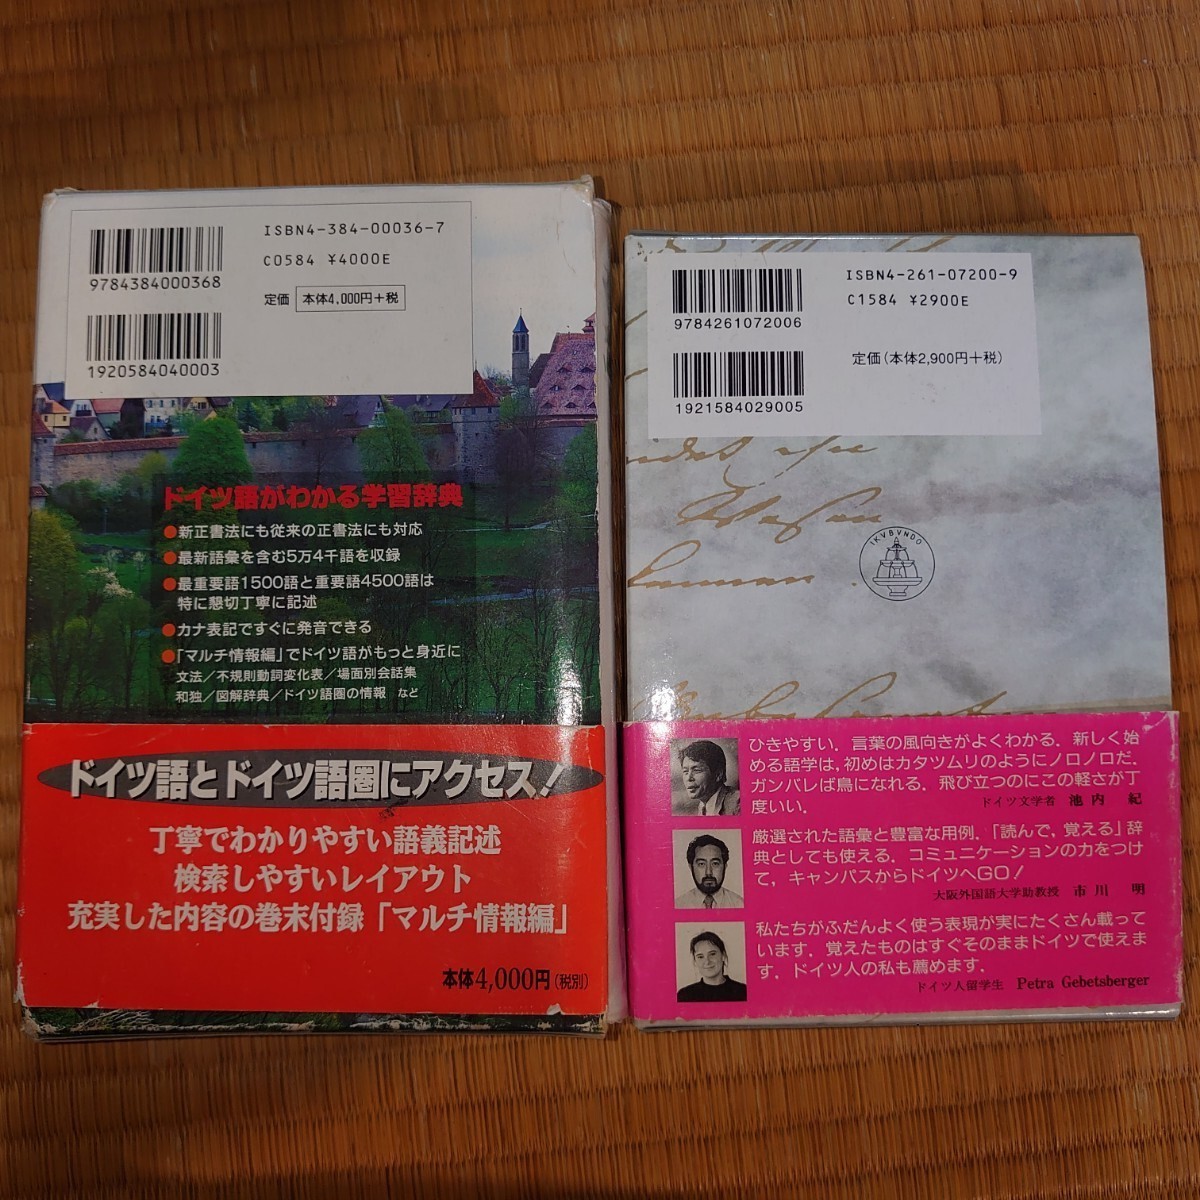 ISBN4-384-00036-7
9784384000368
C0584 ¥4000E
定価 本体4,000円+税
1920584040003
ドイツ語がわかる学習辞典
●新正書法にも従来の正書法にも対応
●最新語彙を含む5万4千語を収録
●最重要語1500語と重要語4500語は
特に懇切丁寧に記述
●カナ表記ですぐに発音できる
●「マルチ情報編」でドイツ語がもっと身近に
文法/不規則動詞変化表/場面別会話集
和独/図解辞典/ドイツ語圏の情報 など
ドイツ語とドイツ語圏にアクセス!
丁寧でわかりやすい語義記述
検索しやすいレイアウト
充実した内容の巻末付録「マルチ情報編」
本体4,000円(税別)
ISBN4-261-07200-9
9784261072006
C1584 ¥2900E
定価(本体2,900円+税)
1921584029005
IKVBVNDO
ひきやすい.言葉の風向きがよくわかる.新しく始
める語学は,初めはカタツムリのようにノロノロだ.
ガンバレば鳥になれる.飛び立つのにこの軽さが丁
度いい.
ドイツ文学者 池内 紀
厳選された語彙と豊富な用例.「読んで,覚える」辞
典としても使える.コミュニケーションの力をつけ
て,キャンパスからドイツへGO!
大阪外国語大学助教授 市川 明
私たちがふだんよく使う表現が実にたくさん載って
います.覚えたものはすぐそのままドイツで使えま
す.ドイツ人の私も薦めます.
ドイツ人留学生 Petra Gebetsberger